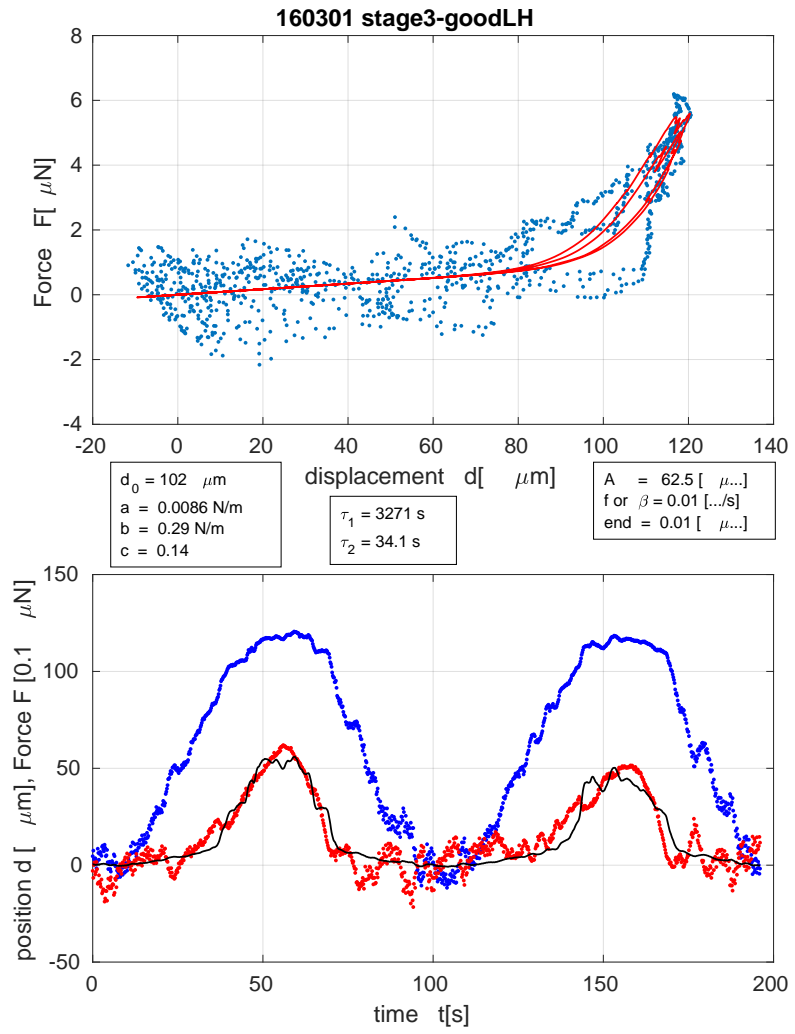 160301 stage3-goodLH
8
6
4
2
0
-2
-4
Force F[ μN]
-20 0 20 40 60 80 100 120 140
displacement d[ μm]
d0 = 102 μm
a = 0.0086 N/m
b = 0.29 N/m
c = 0.14
τ1 = 3271 s
τ2 = 34.1 s
A = 62.5 [ μ...]
f or β = 0.01 [.../s]
end = 0.01 [ μ...]
150
100
50
0
-50
position d [ μm], Force F [0.1 μN]
0 50 100 150 200
time t[s]